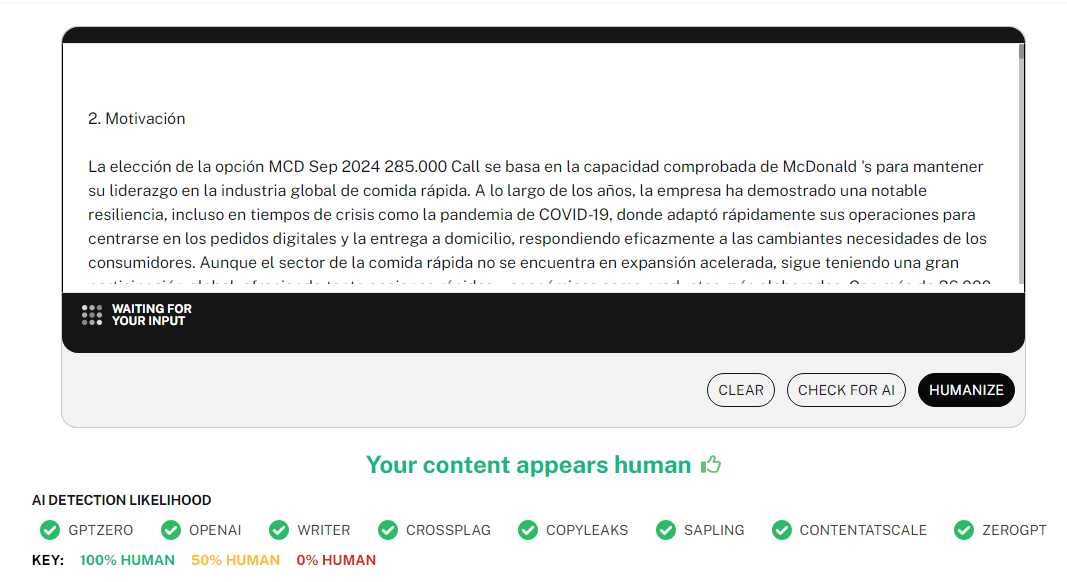 2. Motivación
La elección de la opción MCD Sep 2024 285.000 Call se basa en la capacidad comprobada de McDonald 's para mantener
su liderazgo en la industria global de comida rápida. A lo largo de los años, la empresa ha demostrado una notable
resiliencia, incluso en tiempos de crisis como la pandemia de COVID-19, donde adaptó rápidamente sus operaciones para
centrarse en los pedidos digitales y la entrega a domicilio, respondiendo eficazmente a las cambiantes necesidades de los
consumidores. Aunque el sector de la comida rápida no se encuentra en expansión acelerada, sigue teniendo una gran
WAITING FOR
YOUR INPUT
CLEAR CHECK FOR AI HUMANIZE
Your content appears human
AI DETECTION LIKELIHOOD
GPTZERO OPENAI WRITER CROSSPLAG COPYLEAKS SAPLING CONTENTATSCALE ZEROGPT
KEY: 100% HUMAN 50% HUMAN 0% HUMAN